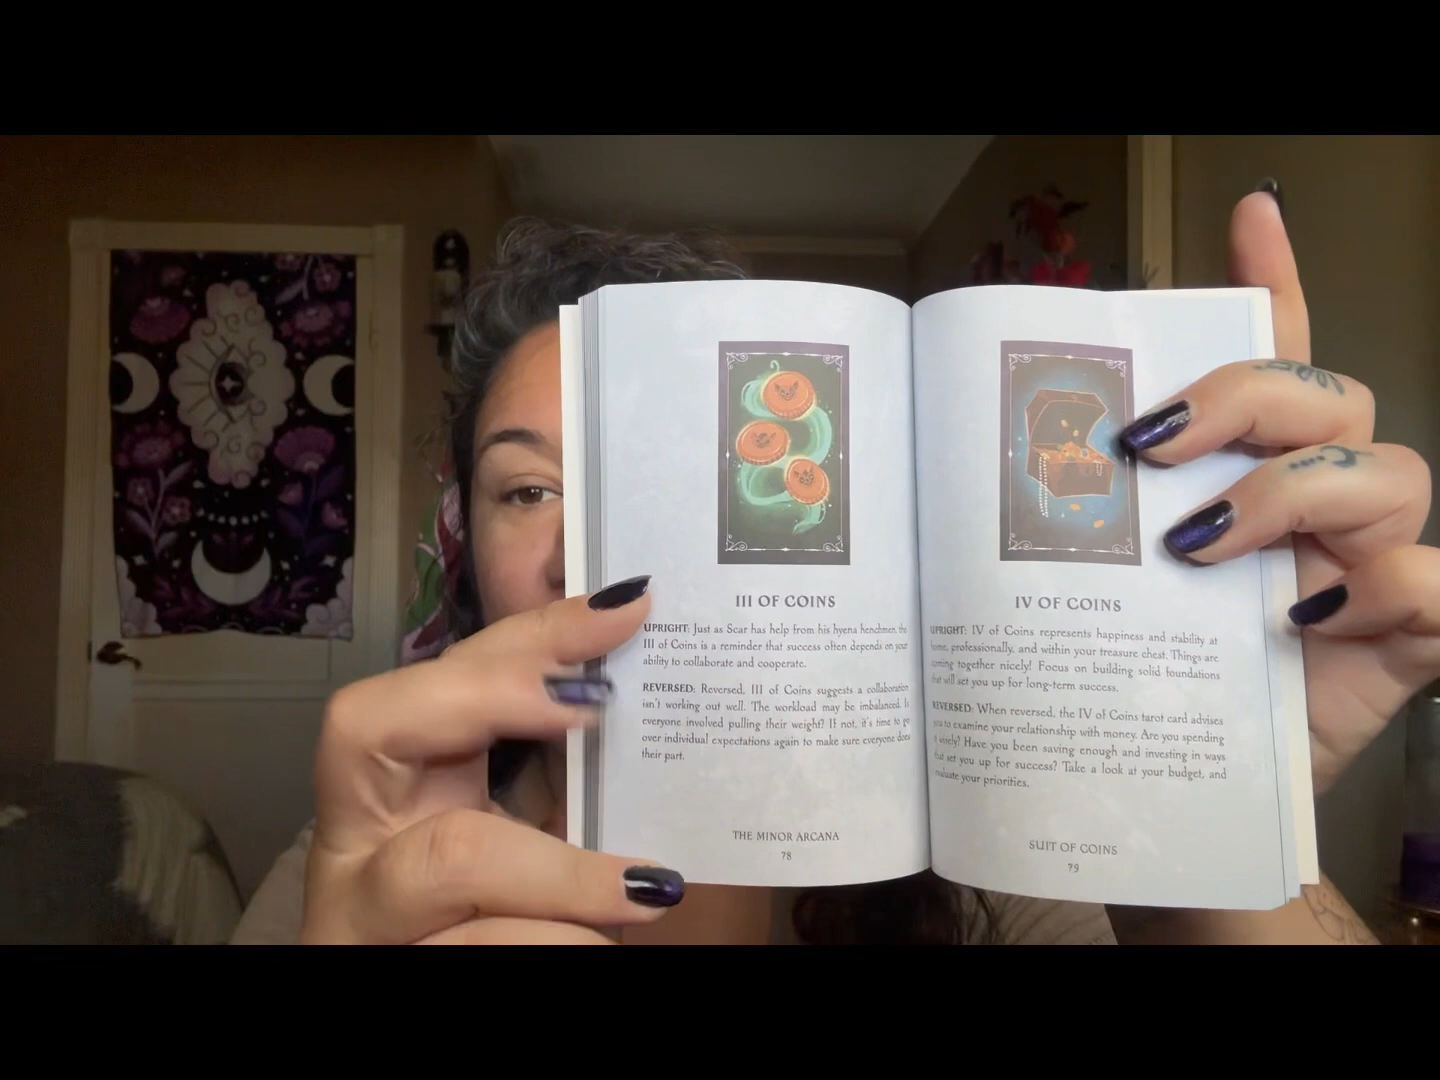 III OF COINS
UPRIGHT: Just as Scar has help from his hyena henchmen, the
III of Coins is a reminder that success often depends on your
ability to collaborate and cooperate.
REVERSED: Reversed, III of Coins suggests a collaboration
isn't working out well. The workload may be imbalanced. Is
everyone involved pulling their weight? If not, it's time to go
over individual expectations again to make sure everyone does
their part.
THE MINOR ARCANA
78
IV OF COINS
UPRIGHT: IV of Coins represents happiness and stability at
home, professionally, and within your treasure chest. Things are
coming together nicely! Focus on building solid foundations
that will set you up for long-term success.
REVERSED: When reversed, the IV of Coins tarot card advises
you to examine your relationship with money. Are you spending
it wisely? Have you been saving enough and investing in ways
that set you up for success? Take a look at your budget, and
evaluate your priorities.
SUIT OF COINS
79